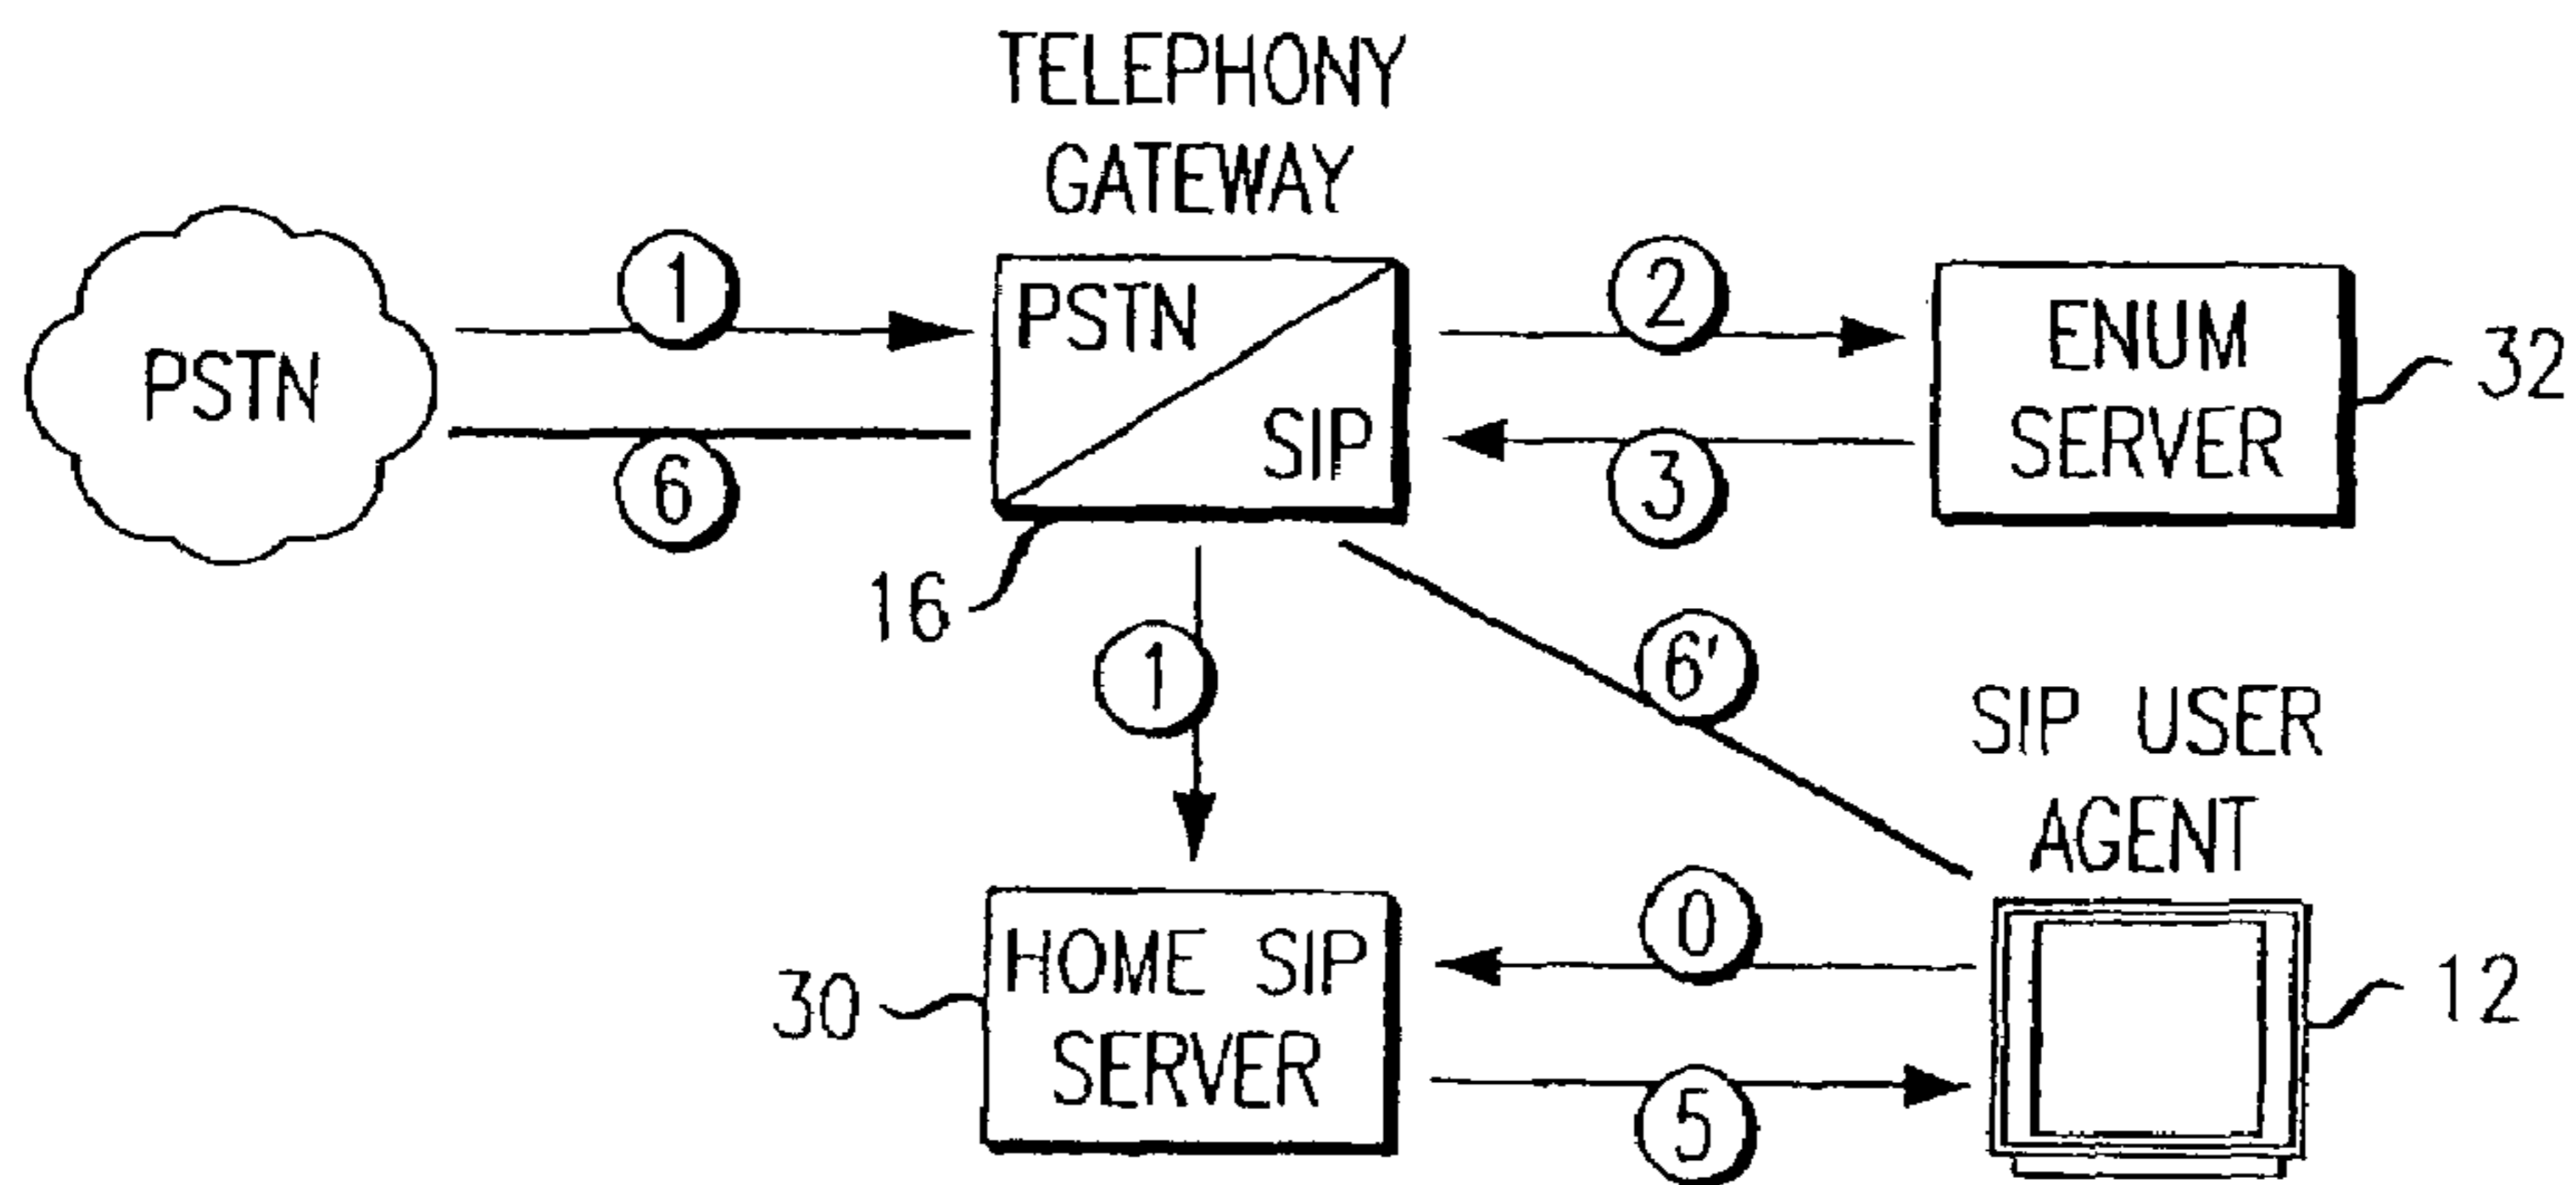 TELEPHONY
GATEWAY
PSTN
1
6
PSTN
SIP
2
3
ENUM
SERVER
32
16
1
6'
SIP USER
AGENT
30
HOME SIP
SERVER
0
5
12